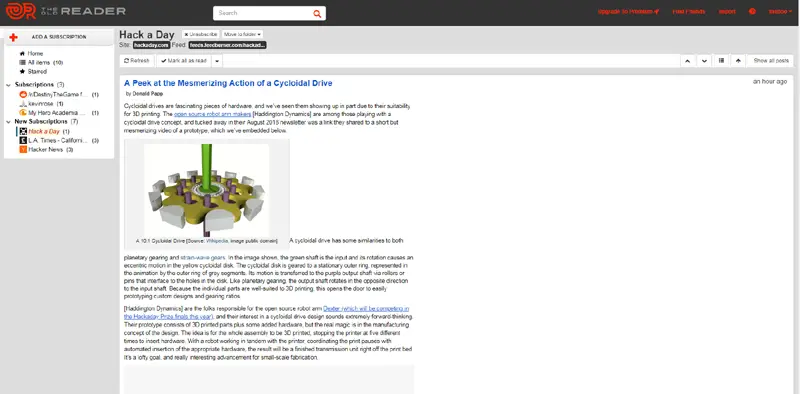 THE OLD READER
Search...
Upgrade to Premium
Find Friends
Import
ADD A SUBSCRIPTION
Home
All items (10)
Starred
Subscriptions (3)
/r/DestinyTheGame f... (1)
kevinrose (1)
My Hero Academia ... (1)
New Subscriptions (7)
Hack a Day (1)
L.A. Times - Californi... (3)
Hacker News (3)
Hack a Day
Unsubscribe
Move to folder
Site: hackaday.com Feed: feeds.feedburner.com/hackad...
Refresh
Mark all as read
Show all posts
A Peek at the Mesmerizing Action of a Cycloidal Drive
an hour ago
by Donald Papp
Cycloidal drives are fascinating pieces of hardware, and we've seen them showing up in part due to their suitability
for 3D printing. The open source robot arm makers [Haddington Dynamics] are among those playing with a
cycloidal drive concept, and tucked away in their August 2018 newsletter was a link they shared to a short but
mesmerizing video of a prototype, which we've embedded below.
A 10:1 Cycloidal Drive [Source: Wikipedia, image public domain]
A cycloidal drive has some similarities to both
planetary gearing and strain-wave gears. In the image shown, the green shaft is the input and its rotation causes an
eccentric motion in the yellow cycloidal disk. The cycloidal disk is geared to a stationary outer ring, represented in
the animation by the outer ring of grey segments. Its motion is transferred to the purple output shaft via rollers or
pins that interface to the holes in the disk. Like planetary gearing, the output shaft rotates in the opposite direction
to the input shaft. Because the individual parts are well-suited to 3D printing, this opens the door to easily
prototyping custom designs and gearing ratios.
[Haddington Dynamics] are the folks responsible for the open source robot arm Dexter (which will be competing in
the Hackaday Prize finals this year), and their interest in a cycloidal drive design sounds extremely forward-thinking.
Their prototype consists of 3D printed parts plus some added hardware, but the real magic is in the manufacturing
concept of the design. The idea is for the whole assembly to be 3D printed, stopping the printer at five different
times to insert hardware. With a robot working in tandem with the printer, coordinating the print pauses with
automated insertion of the appropriate hardware, the result will be a finished transmission unit right off the print bed.
It's a lofty goal, and really interesting advancement for small-scale fabrication.